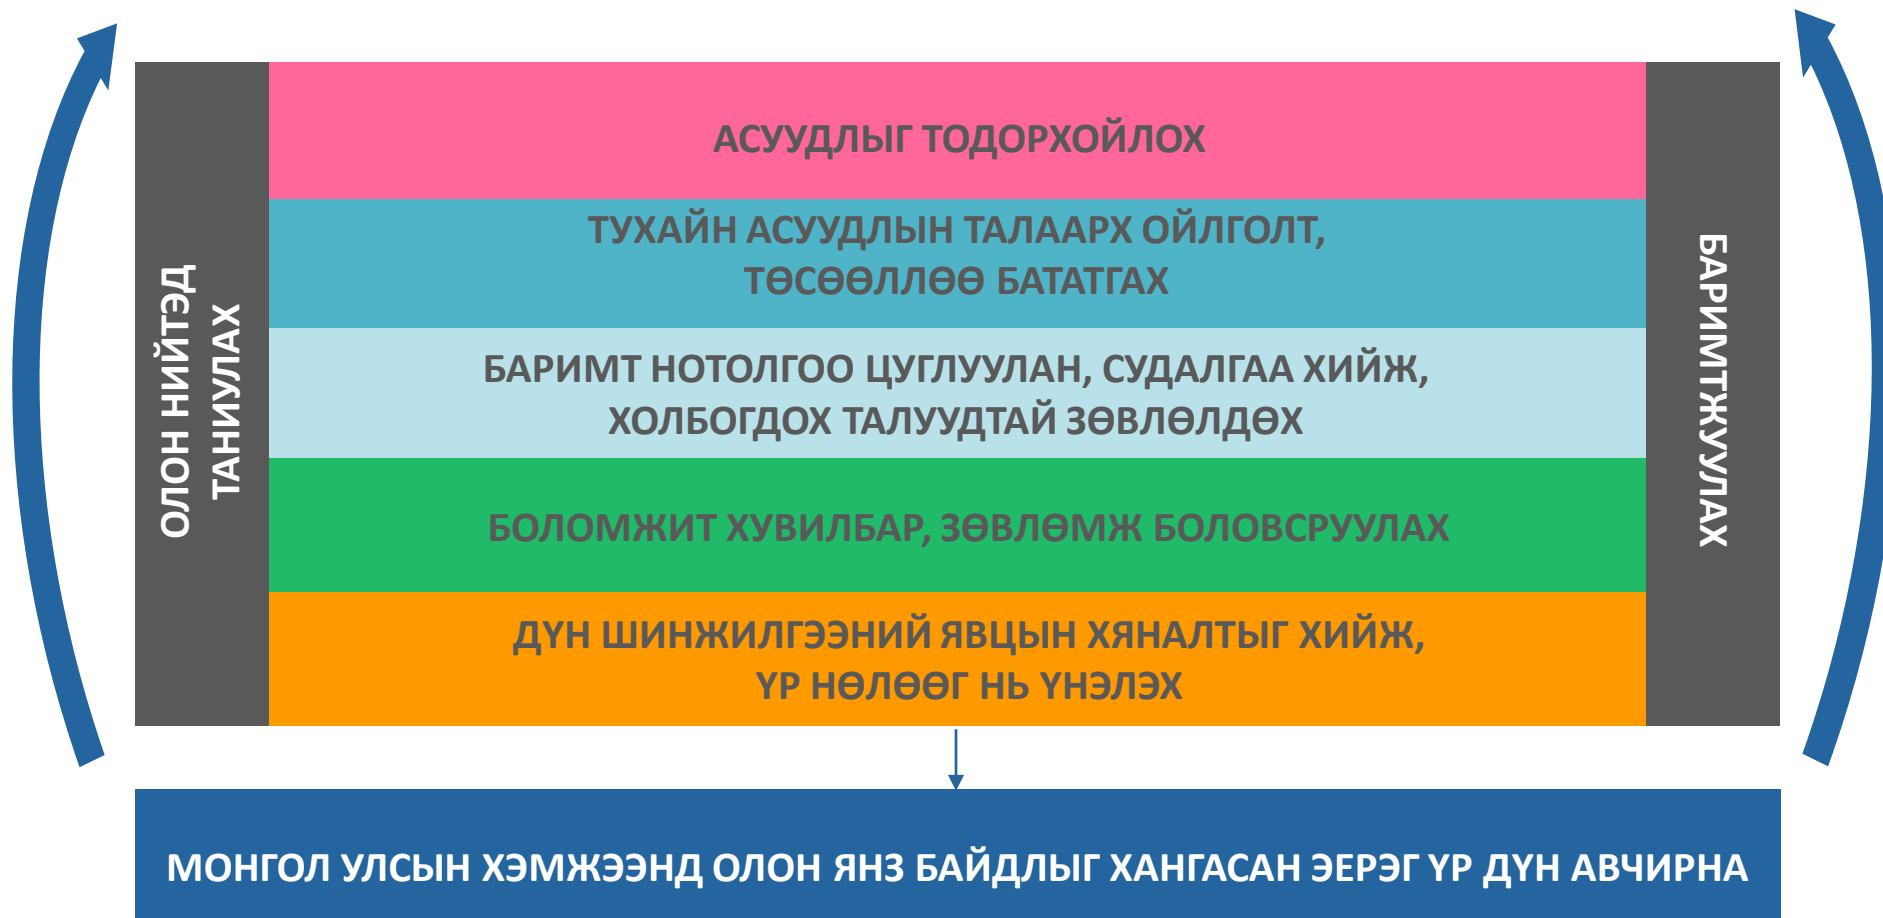 ОЛОН НИЙТЭД
ТАНИУЛАХ
АСУУДЛЫГ ТОДОРХОЙЛОХ
ТУХАЙН АСУУДЛЫН ТАЛААРХ ОЙЛГОЛТ,
ТӨСӨӨЛЛӨӨ БАТАТГАХ
БАРИМТ НОТОЛГОО ЦУГЛУУЛАН, СУДАЛГАА ХИЙЖ,
ХОЛБОГДОХ ТАЛУУДТАЙ ЗӨВЛӨЛДӨХ
БОЛОМЖИТ ХУВИЛБАР, ЗӨВЛӨМЖ БОЛОВСРУУЛАХ
ДҮН ШИНЖИЛГЭЭНИЙ ЯВЦЫН ХЯНАЛТЫГ ХИЙЖ,
ҮР НӨЛӨӨГ НЬ ҮНЭЛЭХ
БАРИМТЖУУЛАХ
МОНГОЛ УЛСЫН ХЭМЖЭЭНД ОЛОН ЯНЗ БАЙДЛЫГ ХАНГАСАН ЭЕРЭГ ҮР ДҮН АВЧИРНА